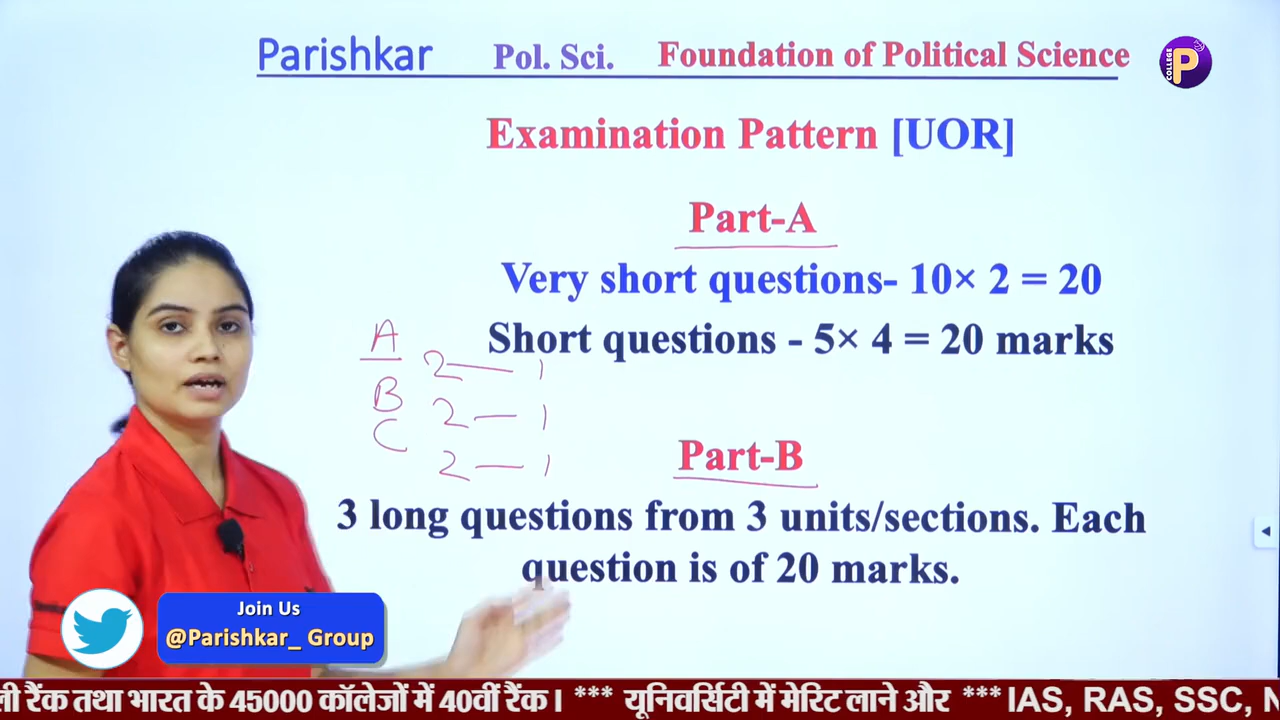 Parishkar Pol. Sci. Foundation of Political Science
COLLEGE P
Examination Pattern [UOR]
Part-A
Very short questions- 10× 2 = 20
Short questions - 5× 4 = 20 marks
A 2 — 1
B 2 — 1
C 2 — 1
Part-B
3 long questions from 3 units/sections. Each
question is of 20 marks.
Join Us
@Parishkar_ Group
ली रैंक तथा भारत के 45000 कॉलेजों में 40वीं रैंक । *** यूनिवर्सिटी में मेरिट लाने और *** IAS, RAS, SSC, N